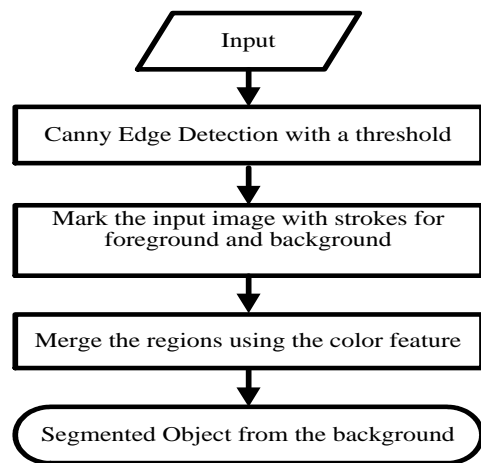 Input
Canny Edge Detection with a threshold
Mark the input image with strokes for
foreground and background
Merge the regions using the color feature
Segmented Object from the background